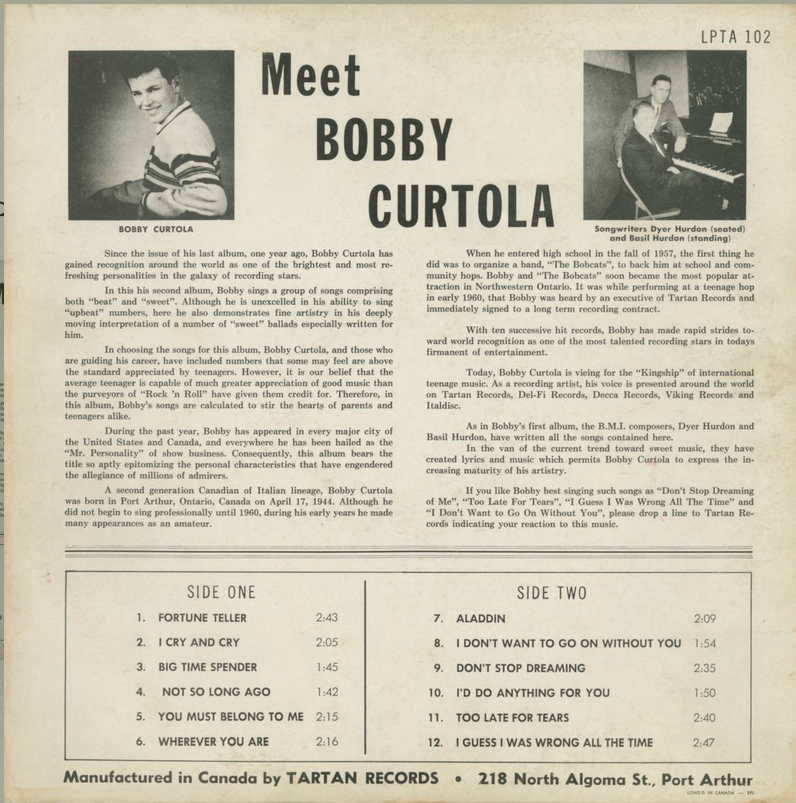 LPTA 102
Meet
BOBBY
CURTOLA
BOBBY CURTOLA
Songwriters Dyer Hurdon (seated)
and Basil Hurdon (standing)
Since the issue of his last album, one year ago, Bobby Curtola has
gained recognition around the world as one of the brightest and most re-
freshing personalities in the galaxy of recording stars.
In this his second album, Bobby sings a group of songs comprising
both "beat" and "sweet". Although he is unexcelled in his ability to sing
"upbeat" numbers, here he also demonstrates fine artistry in his deeply
moving interpretation of a number of "sweet" ballads especially written for
him.
In choosing the songs for this album, Bobby Curtola, and those who
are guiding his career, have included numbers that some may feel are above
the standard appreciated by teenagers. However, it is our belief that the
average teenager is capable of much greater appreciation of good music than
the purveyors of "Rock 'n Roll" have given them credit for. Therefore, in
this album, Bobby's songs are calculated to stir the hearts of parents and
teenagers alike.
During the past year, Bobby has appeared in every major city of
the United States and Canada, and everywhere he has been hailed as the
"Mr. Personality" of show business. Consequently, this album bears the
title so aptly epitomizing the personal characteristics that have engendered
the allegiance of millions of admirers.
A second generation Canadian of Italian lineage, Bobby Curtola
was born in Port Arthur, Ontario, Canada on April 17, 1944. Although he
did not begin to sing professionally until 1960, during his early years he made
many appearances as an amateur.
When he entered high school in the fall of 1957, the first thing he
did was to organize a band, "The Bobcats", to back him at school and com-
munity hops. Bobby and "The Bobcats" soon became the most popular at-
traction in Northwestern Ontario. It was while performing at a teenage hop
in early 1960, that Bobby was heard by an executive of Tartan Records and
immediately signed to a long term recording contract.
With ten successive hit records, Bobby has made rapid strides to-
ward world recognition as one of the most talented recording stars in todays
firmanent of entertainment.
Today, Bobby Curtola is vieing for the "Kingship" of international
teenage music. As a recording artist, his voice is presented around the world
on Tartan Records, Del-Fi Records, Decca Records, Viking Records and
Italdisc.
As in Bobby's first album, the B.M.I. composers, Dyer Hurdon and
Basil Hurdon, have written all the songs contained here.
In the van of the current trend toward sweet music, they have
created lyrics and music which permits Bobby Curtola to express the in-
creasing maturity of his artistry.
If you like Bobby best singing such songs as "Don't Stop Dreaming
of Me", "Too Late For Tears", "I Guess I Was Wrong All The Time" and
"I Don't Want to Go On Without You", please drop a line to Tartan Re-
cords indicating your reaction to this music.
SIDE ONE
1. FORTUNE TELLER 2:43
2. I CRY AND CRY 2:05
3. BIG TIME SPENDER 1:45
4. NOT SO LONG AGO 1:42
5. YOU MUST BELONG TO ME 2:15
6. WHEREVER YOU ARE 2:16
SIDE TWO
7. ALADDIN 2:09
8. I DON'T WANT TO GO ON WITHOUT YOU 1:54
9. DON'T STOP DREAMING 2:35
10. I'D DO ANYTHING FOR YOU 1:50
11. TOO LATE FOR TEARS 2:40
12. I GUESS I WAS WRONG ALL THE TIME 2:47
Manufactured in Canada by TARTAN RECORDS • 218 North Algoma St., Port Arthur
LITHO'D IN CANADA — EPL